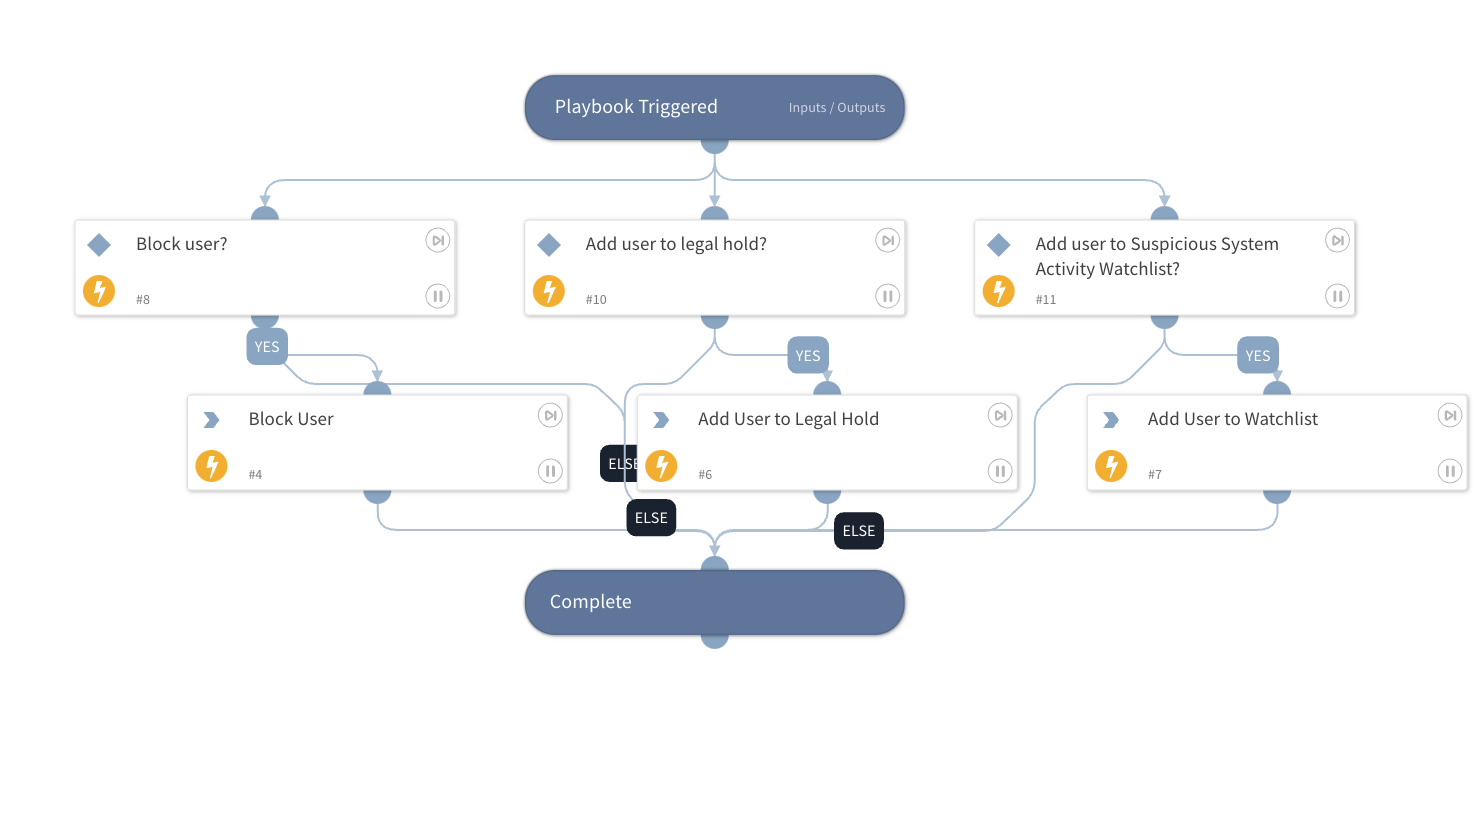 Playbook Triggered
Inputs / Outputs
Block user?
#8
Add user to legal hold?
#10
Add user to Suspicious System
Activity Watchlist?
#11
YES
YES
YES
Block User
#4
Add User to Legal Hold
#6
Add User to Watchlist
#7
ELSE
ELSE
ELSE
Complete